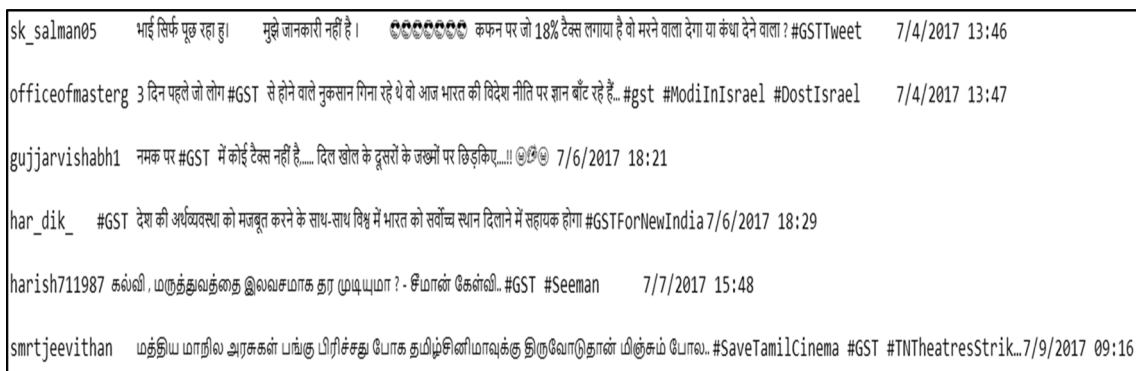 sk_salman05 भाई सिर्फ पूछ रहा हु। मुझे जानकारी नहीं है। 😂😂😂😂😂😂😂 कफन पर जो 18% टैक्स लगाया है वो मरने वाला देगा या कंधा देने वाला ? #GSTTweet 7/4/2017 13:46
officeofmasterg 3 दिन पहले जो लोग #GST से होने वाले नुकसान गिना रहे थे वो आज भारत की विदेश नीति पर ज्ञान बाँट रहे हैं... #gst #ModiInIsrael #DostIsrael 7/4/2017 13:47
gujjarvishabh1 नमक पर #GST में कोई टैक्स नहीं है,.... दिल खोल के दूसरों के जख्मों पर छिड़किए....!! 7/6/2017 18:21
har_dik_ #GST देश की अर्थव्यवस्था को मजबूत करने के साथ-साथ विश्व में भारत को सर्वोच्च स्थान दिलाने में सहायक होगा #GSTForNewIndia 7/6/2017 18:29
harish711987 கல்வி , மருத்துவத்தை இலவசமாக தர முடியுமா ? - சீமான் கேள்வி.. #GST #Seeman 7/7/2017 15:48
smrtjeevithan மத்திய மாநில அரசுகள் பங்கு பிரிச்சது போக தமிழ்சினிமாவுக்கு திருவோடுதான் மிஞ்சும் போல.. #SaveTamilCinema #GST #TNTheatresStrik…7/9/2017 09:16